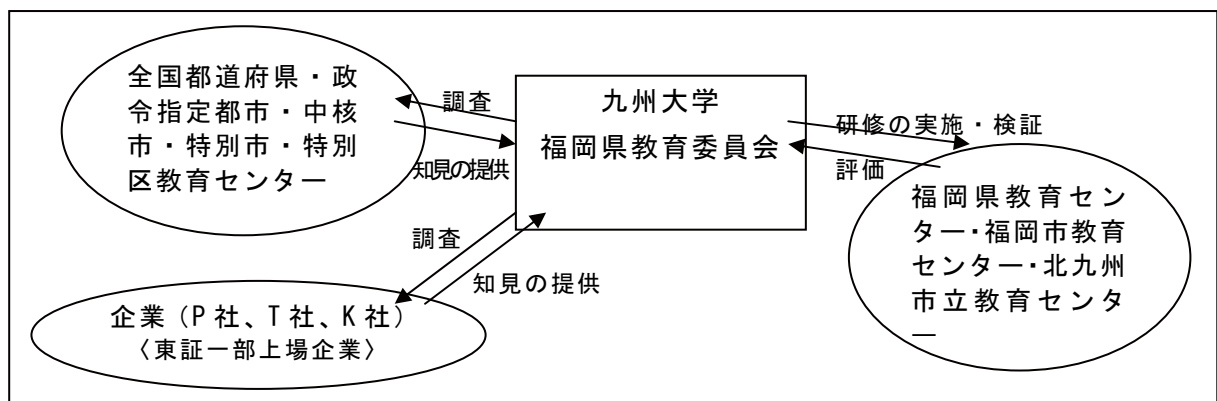 全国都道府県・政
令指定都市・中核
市・特別市・特別
区教育センター
調査
知見の提供
九州大学
福岡県教育委員会
研修の実施・検証
評価
福岡県教育セン
ター・福岡市教育
センター・北九州
市立教育センタ
ー
調査
知見の提供
企業（P社、T社、K社）
〈東証一部上場企業〉